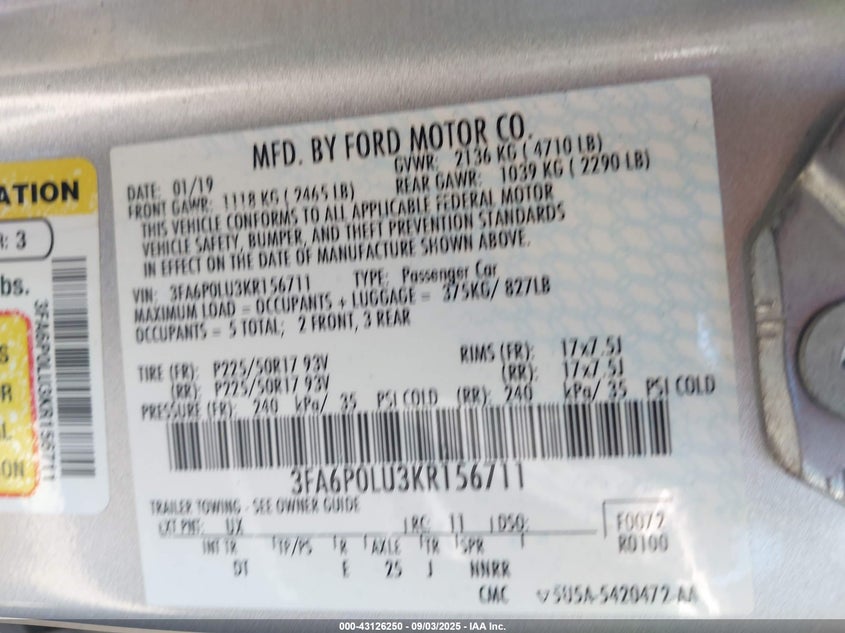 ATION
R: 3
bs.
S
OR
L
ON
3FA6P0LU3KR156711
MFD. BY FORD MOTOR CO.
DATE: 01/19 GVWR: 2136 KG ( 4710 LB)
FRONT GAWR: 1118 KG ( 2465 LB) REAR GAWR: 1039 KG ( 2290 LB)
THIS VEHICLE CONFORMS TO ALL APPLICABLE FEDERAL MOTOR
VEHICLE SAFETY, BUMPER, AND THEFT PREVENTION STANDARDS
IN EFFECT ON THE DATE OF MANUFACTURE SHOWN ABOVE.
VIN: 3FA6P0LU3KR156711 TYPE: Passenger Car
MAXIMUM LOAD = OCCUPANTS + LUGGAGE = 375KG/ 827LB
OCCUPANTS = 5 TOTAL; 2 FRONT, 3 REAR
TIRE (FR): P225/50R17 93V RIMS (FR): 17x7.5J
(RR): P225/50R17 93V (RR): 17x7.5J
PRESSURE (FR): 240 kPa/ 35 PSI COLD (RR): 240 kPa/ 35 PSI COLD
3FA6P0LU3KR156711
TRAILER TOWING - SEE OWNER GUIDE
EXT PNT: UX RC: 11 DSO: F0072
INT TR TP/PS R AXLE TR SPR R0100
DT E 25 J NNRR
CMC 5U5A-5420472-AA
000-43126250 - 09/03/2025 - IAA Inc.